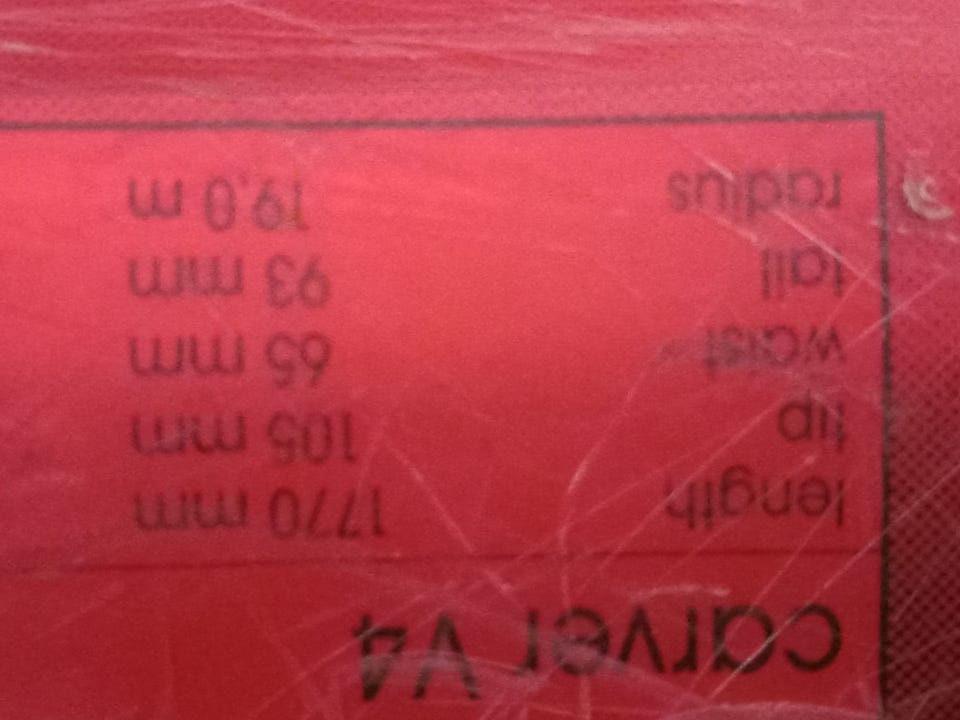 carver V4
length 1770 mm
tip 105 mm
waist 65 mm
tail 93 mm
radius 19.0 m